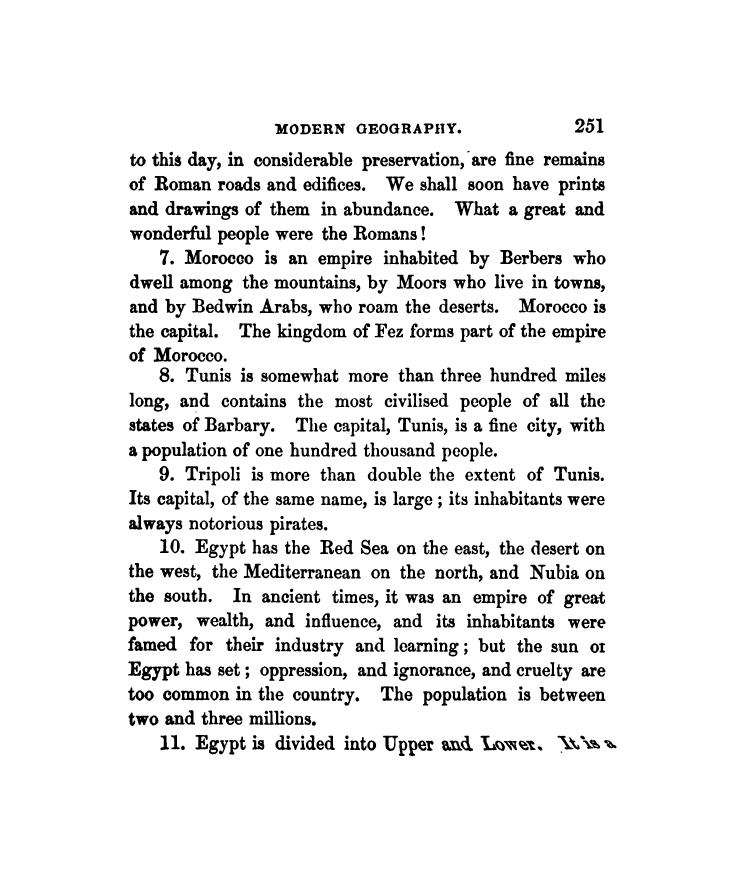 MODERN GEOGRAPHY. 251
to this day, in considerable preservation, are fine remains
of Roman roads and edifices. We shall soon have prints
and drawings of them in abundance. What a great and
wonderful people were the Romans!
7. Morocco is an empire inhabited by Berbers who
dwell among the mountains, by Moors who live in towns,
and by Bedwin Arabs, who roam the deserts. Morocco is
the capital. The kingdom of Fez forms part of the empire
of Morocco.
8. Tunis is somewhat more than three hundred miles
long, and contains the most civilised people of all the
states of Barbary. The capital, Tunis, is a fine city, with
a population of one hundred thousand people.
9. Tripoli is more than double the extent of Tunis.
Its capital, of the same name, is large; its inhabitants were
always notorious pirates.
10. Egypt has the Red Sea on the east, the desert on
the west, the Mediterranean on the north, and Nubia on
the south. In ancient times, it was an empire of great
power, wealth, and influence, and its inhabitants were
famed for their industry and learning; but the sun of
Egypt has set; oppression, and ignorance, and cruelty are
too common in the country. The population is between
two and three millions.
11. Egypt is divided into Upper and Lower. It is a